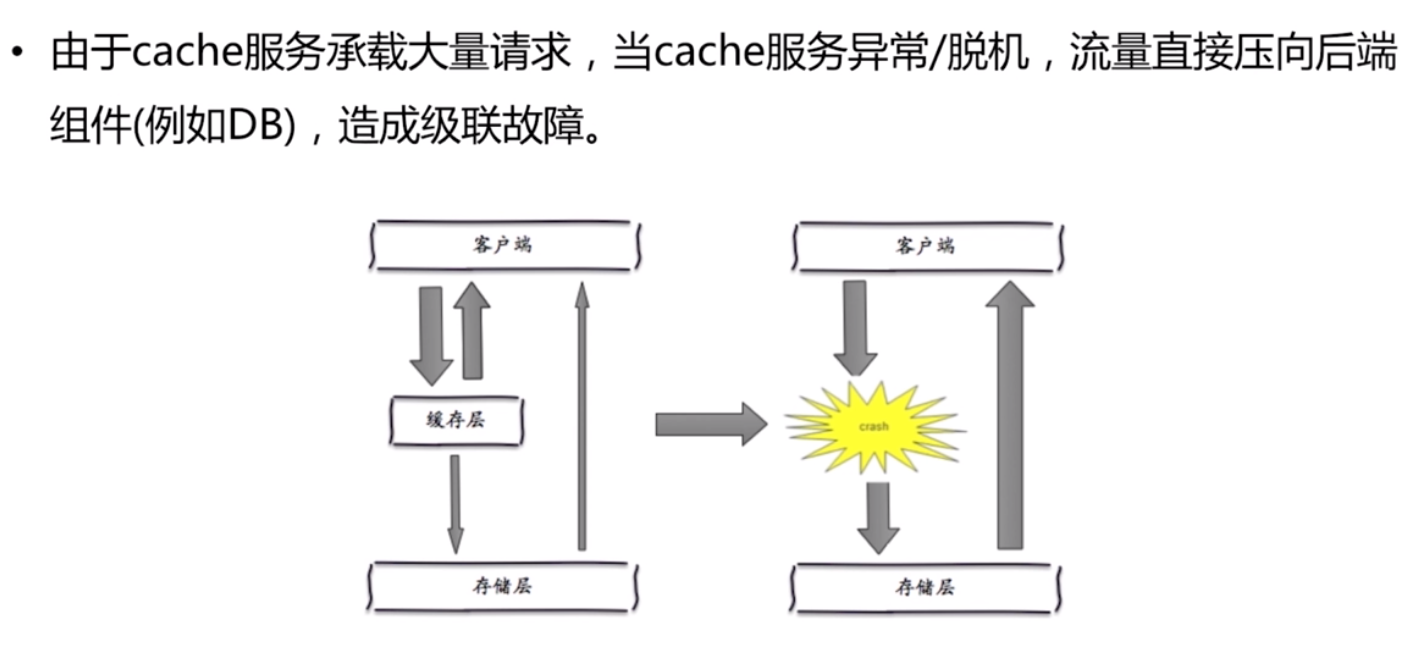 • 由于cache服务承载大量请求，当cache服务异常/脱机，流量直接压向后端
组件(例如DB)，造成级联故障。
客户端
客户端
缓存层
crash
存储层
存储层